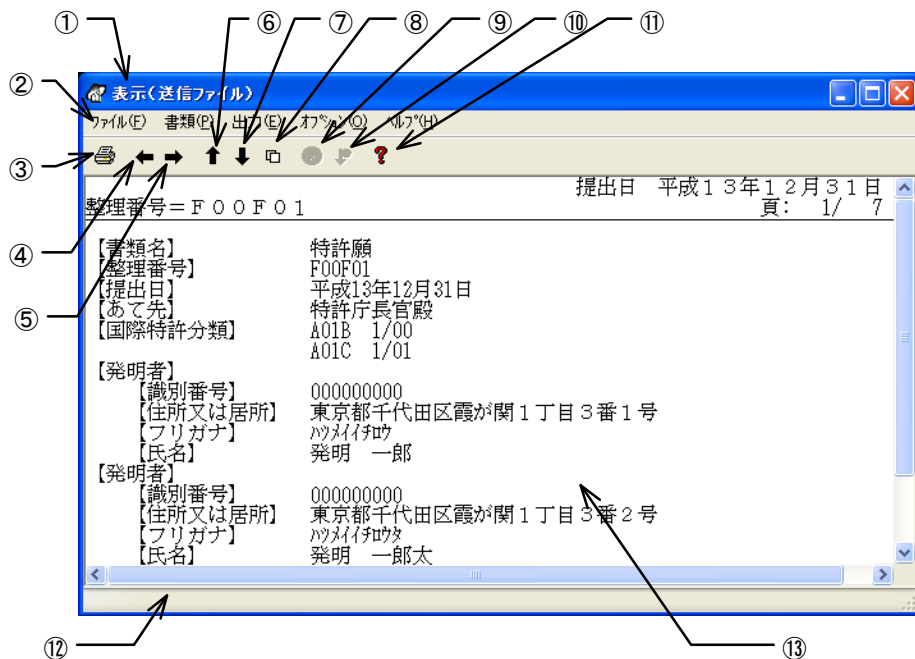 ① ⑥ ⑦ ⑧ ⑨ ⑩ ⑪
②
表示(送信ファイル)
ファイル(F) 書類(P) 出力(E) オプション(O) ヘルプ(H)
③
提出日 平成13年12月31日
整理番号=F00F01 頁: 1/ 7
④
⑤
【書類名】 特許願
【整理番号】 F00F01
【提出日】 平成13年12月31日
【あて先】 特許庁長官殿
【国際特許分類】 A01B 1/00
A01C 1/01
【発明者】
【識別番号】 000000000
【住所又は居所】 東京都千代田区霞が関1丁目3番1号
【フリガナ】 ハツメイイチロウ
【氏名】 発明 一郎
【発明者】
【識別番号】 000000000
【住所又は居所】 東京都千代田区霞が関1丁目3番2号
【フリガナ】 ハツメイイチロウタ
【氏名】 発明 一郎太
⑫ ⑬